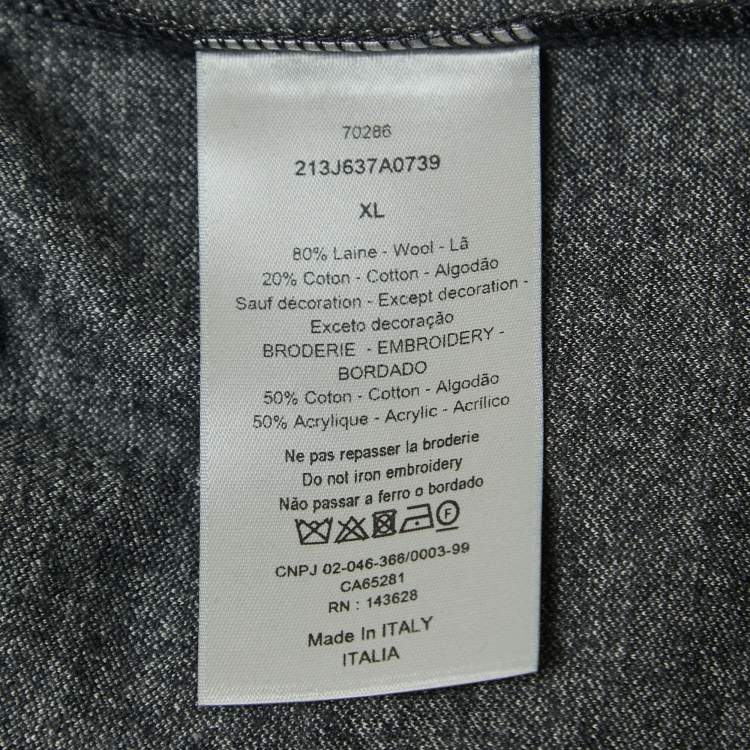 70286
213J637A0739
XL
80% Laine - Wool - Lã
20% Coton - Cotton - Algodão
Sauf décoration - Except decoration -
Exceto decoração
BRODERIE - EMBROIDERY -
BORDADO
50% Coton - Cotton - Algodão
50% Acrylique - Acrylic - Acrílico
Ne pas repasser la broderie
Do not iron embroidery
Não passar a ferro o bordado
F
CNPJ 02-046-366/0003-99
CA65281
RN : 143628
Made In ITALY
ITALIA